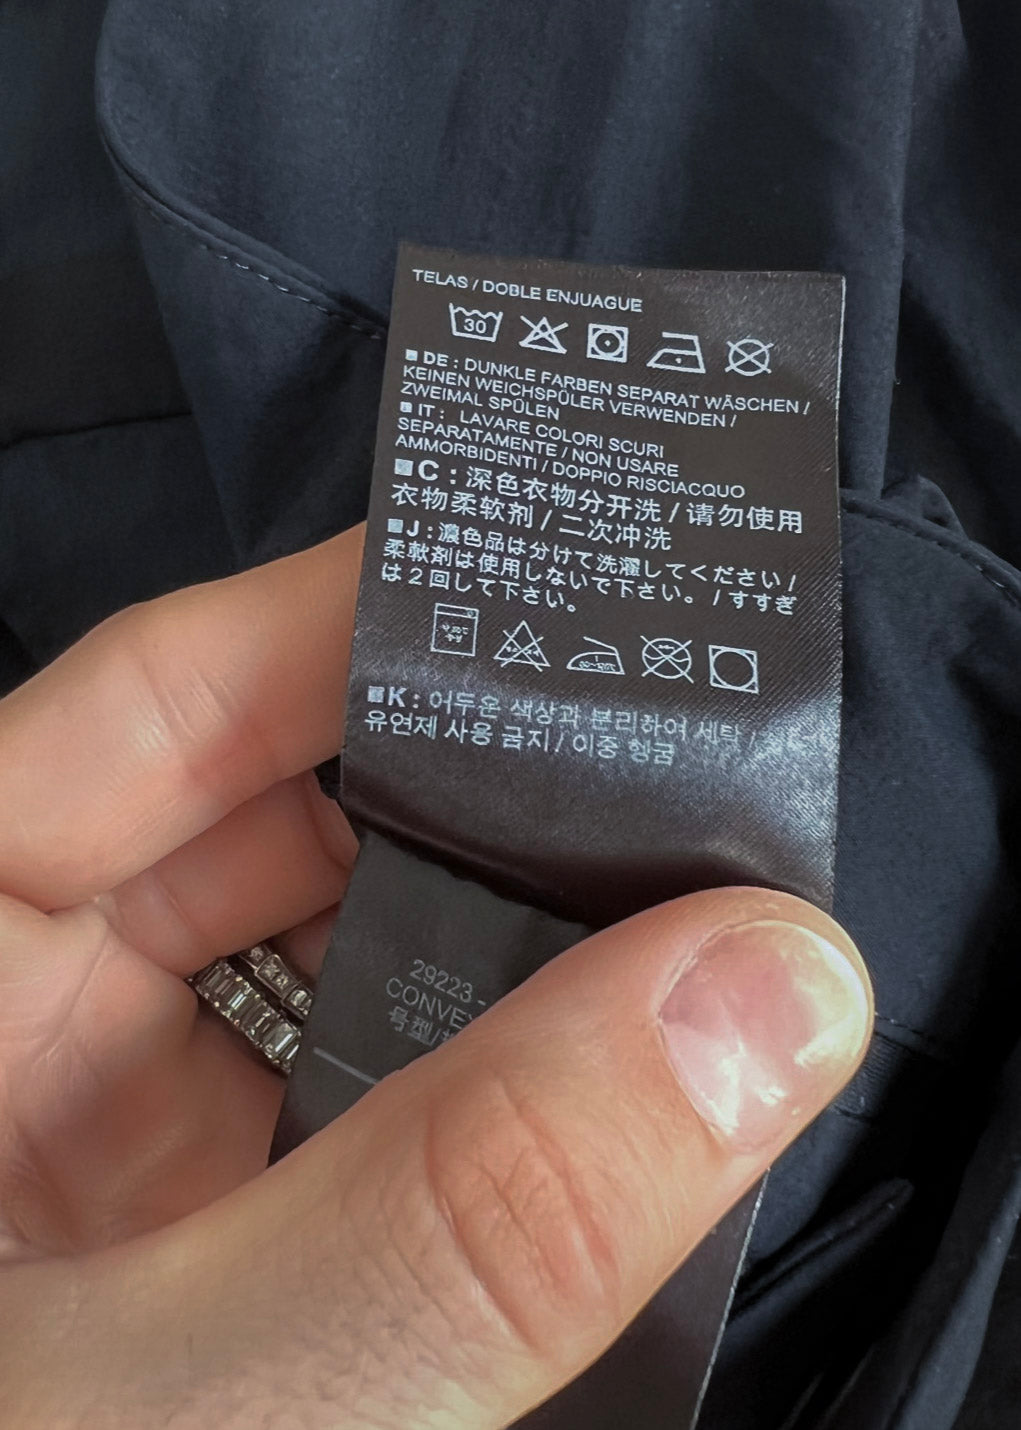 TELAS / DOBLE ENJUAGUE
30
■ DE : DUNKLE FARBEN SEPARAT WÄSCHEN /
KEINEN WEICHSPÜLER VERWENDEN /
ZWEIMAL SPÜLEN
■ IT : LAVARE COLORI SCURI
SEPARATAMENTE / NON USARE
AMMORBIDENTI / DOPPIO RISCIACQUO
■ C : 深色衣物分开洗 / 请勿使用
衣物柔软剂 / 二次冲洗
■ J : 濃色品は分けて洗濯してください /
柔軟剤は使用しないで下さい。 / すすぎ
は2回して下さい。
■ K : 어두운 색상과 분리하여 세탁 /
유연제 사용 금지 / 이중 헹굼
29223 -
CONVE
号型/